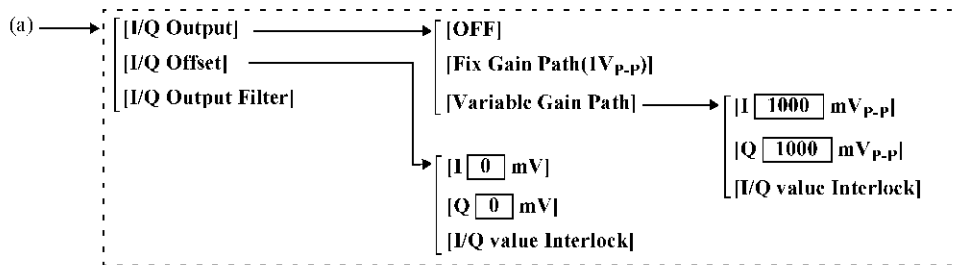 (a)
[I/Q Output]
[I/Q Offset]
[I/Q Output Filter]
[OFF]
[Fix Gain Path(1VP-P)]
[Variable Gain Path]
[I 1000 mVP-P]
[Q 1000 mVP-P]
[I/Q value Interlock]
[I 0 mV]
[Q 0 mV]
[I/Q value Interlock]